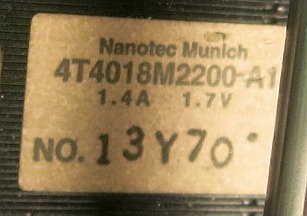 Nanotec Munich
4T4018M2200-A1
1.4A 1.7V
NO. 13Y70